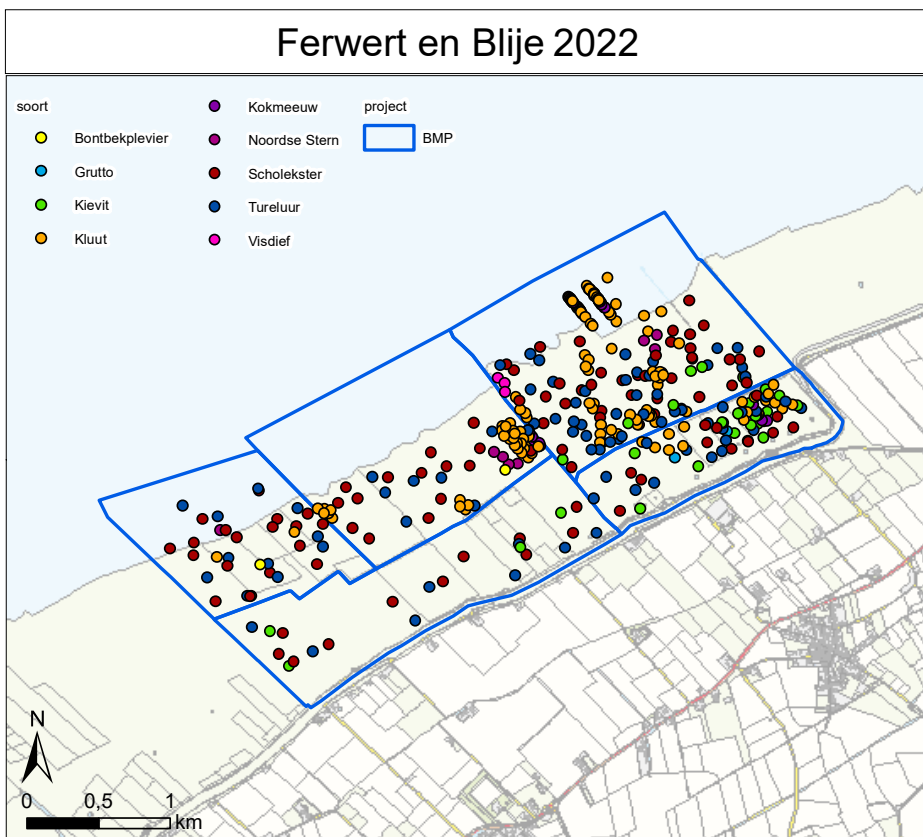 Ferwert en Blije 2022
soort
Bontbekplevier
Grutto
Kievit
Kluut
Kokmeeuw
Noordse Stern
Scholekster
Tureluur
Visdief
project
BMP
N
0 0,5 1
km